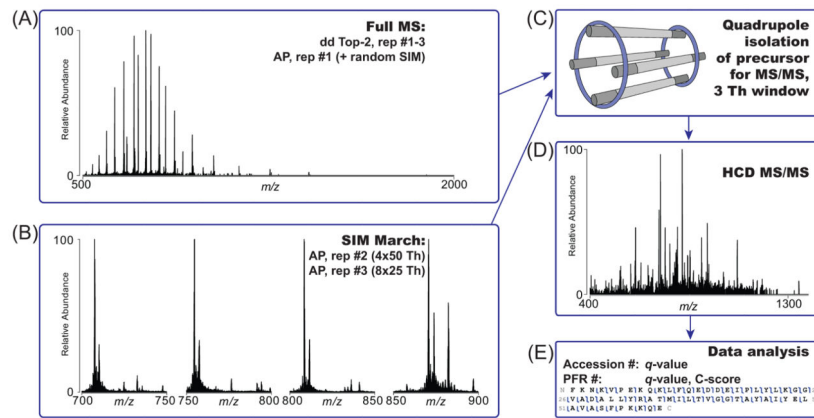 (A)
Full MS:
dd Top-2, rep #1-3
AP, rep #1 (+ random SIM)
100
Relative Abundance
0
500
m/z
2000
(B)
SIM March:
AP, rep #2 (4x50 Th)
AP, rep #3 (8x25 Th)
100
Relative Abundance
0
700
750
750
800
800
850
850
900
m/z
m/z
m/z
m/z
(C)
Quadrupole
isolation
of precursor
for MS/MS,
3 Th window
(D)
HCD MS/MS
100
Relative Abundance
0
400
m/z
1300
(E)
Data analysis
Accession #: q-value
PFR #: q-value, C-score